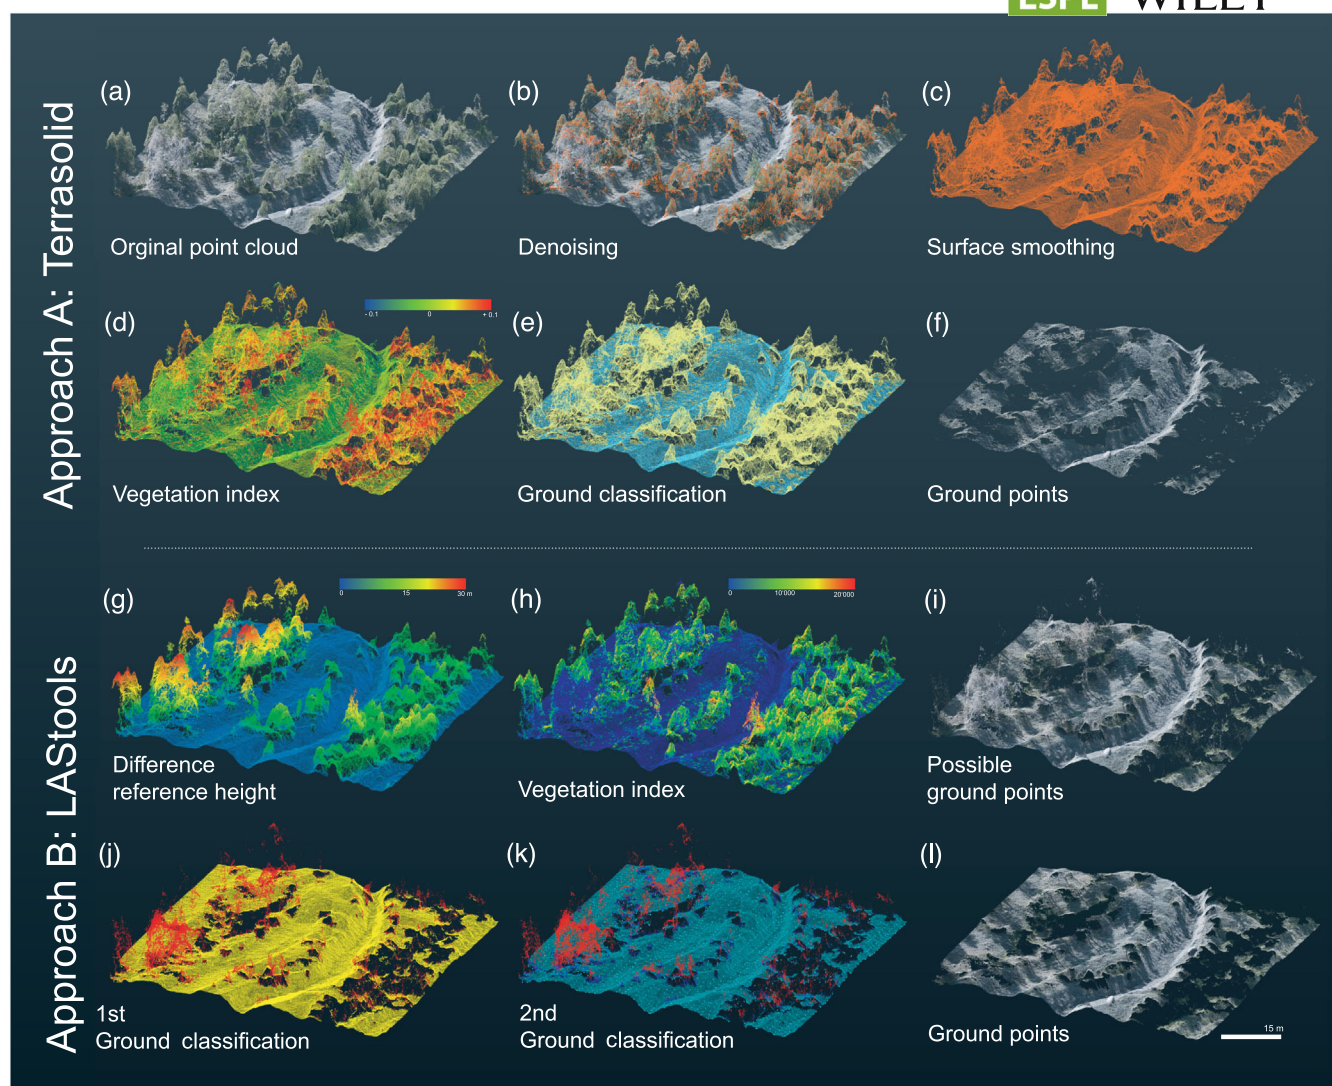 ESPL WILEY
Approach A: Terrasolid
(a)
Orginal point cloud
(b)
Denoising
(c)
Surface smoothing
(d)
- 0.1 0 + 0.1
Vegetation index
(e)
Ground classification
(f)
Ground points
Approach B: LAStools
(g)
0 15 30 m
Difference
reference height
(h)
0 10'000 20'000
Vegetation index
(i)
Possible
ground points
(j)
1st
Ground classification
(k)
2nd
Ground classification
(l)
Ground points
15 m